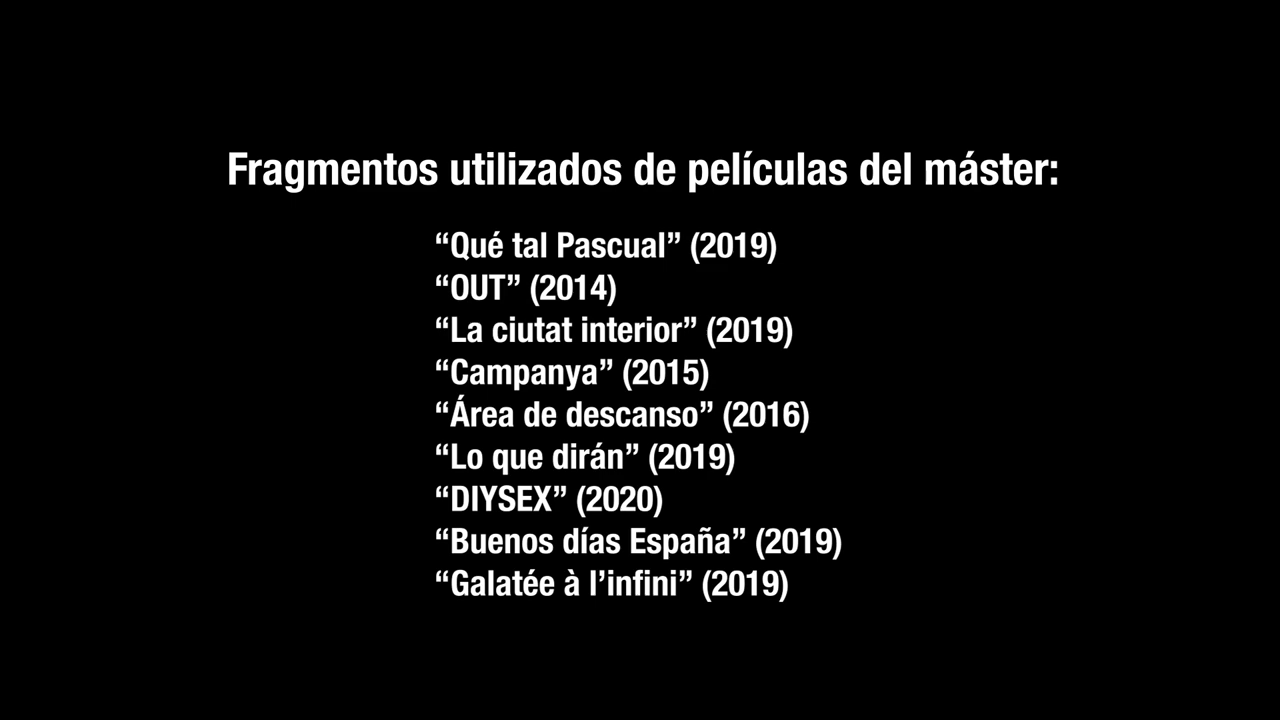 Fragmentos utilizados de películas del máster:
“Qué tal Pascual” (2019)
“OUT” (2014)
“La ciutat interior” (2019)
“Campanya” (2015)
“Área de descanso” (2016)
“Lo que dirán” (2019)
“DIYSEX” (2020)
“Buenos días España” (2019)
“Galatée à l’infini” (2019)